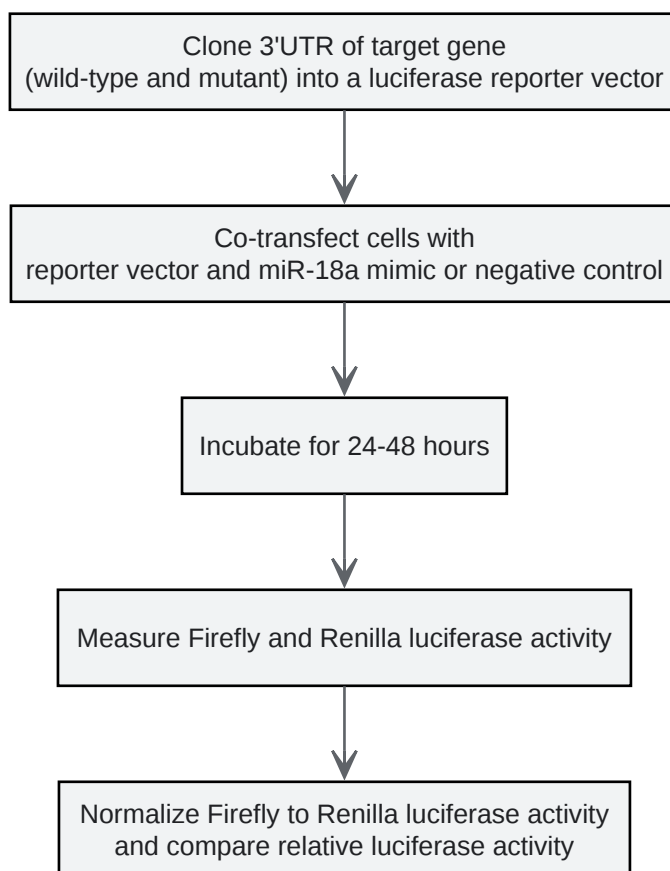 Clone 3'UTR of target gene
(wild-type and mutant) into a luciferase reporter vector
Co-transfect cells with
reporter vector and miR-18a mimic or negative control
Incubate for 24-48 hours
Measure Firefly and Renilla luciferase activity
Normalize Firefly to Renilla luciferase activity
and compare relative luciferase activity